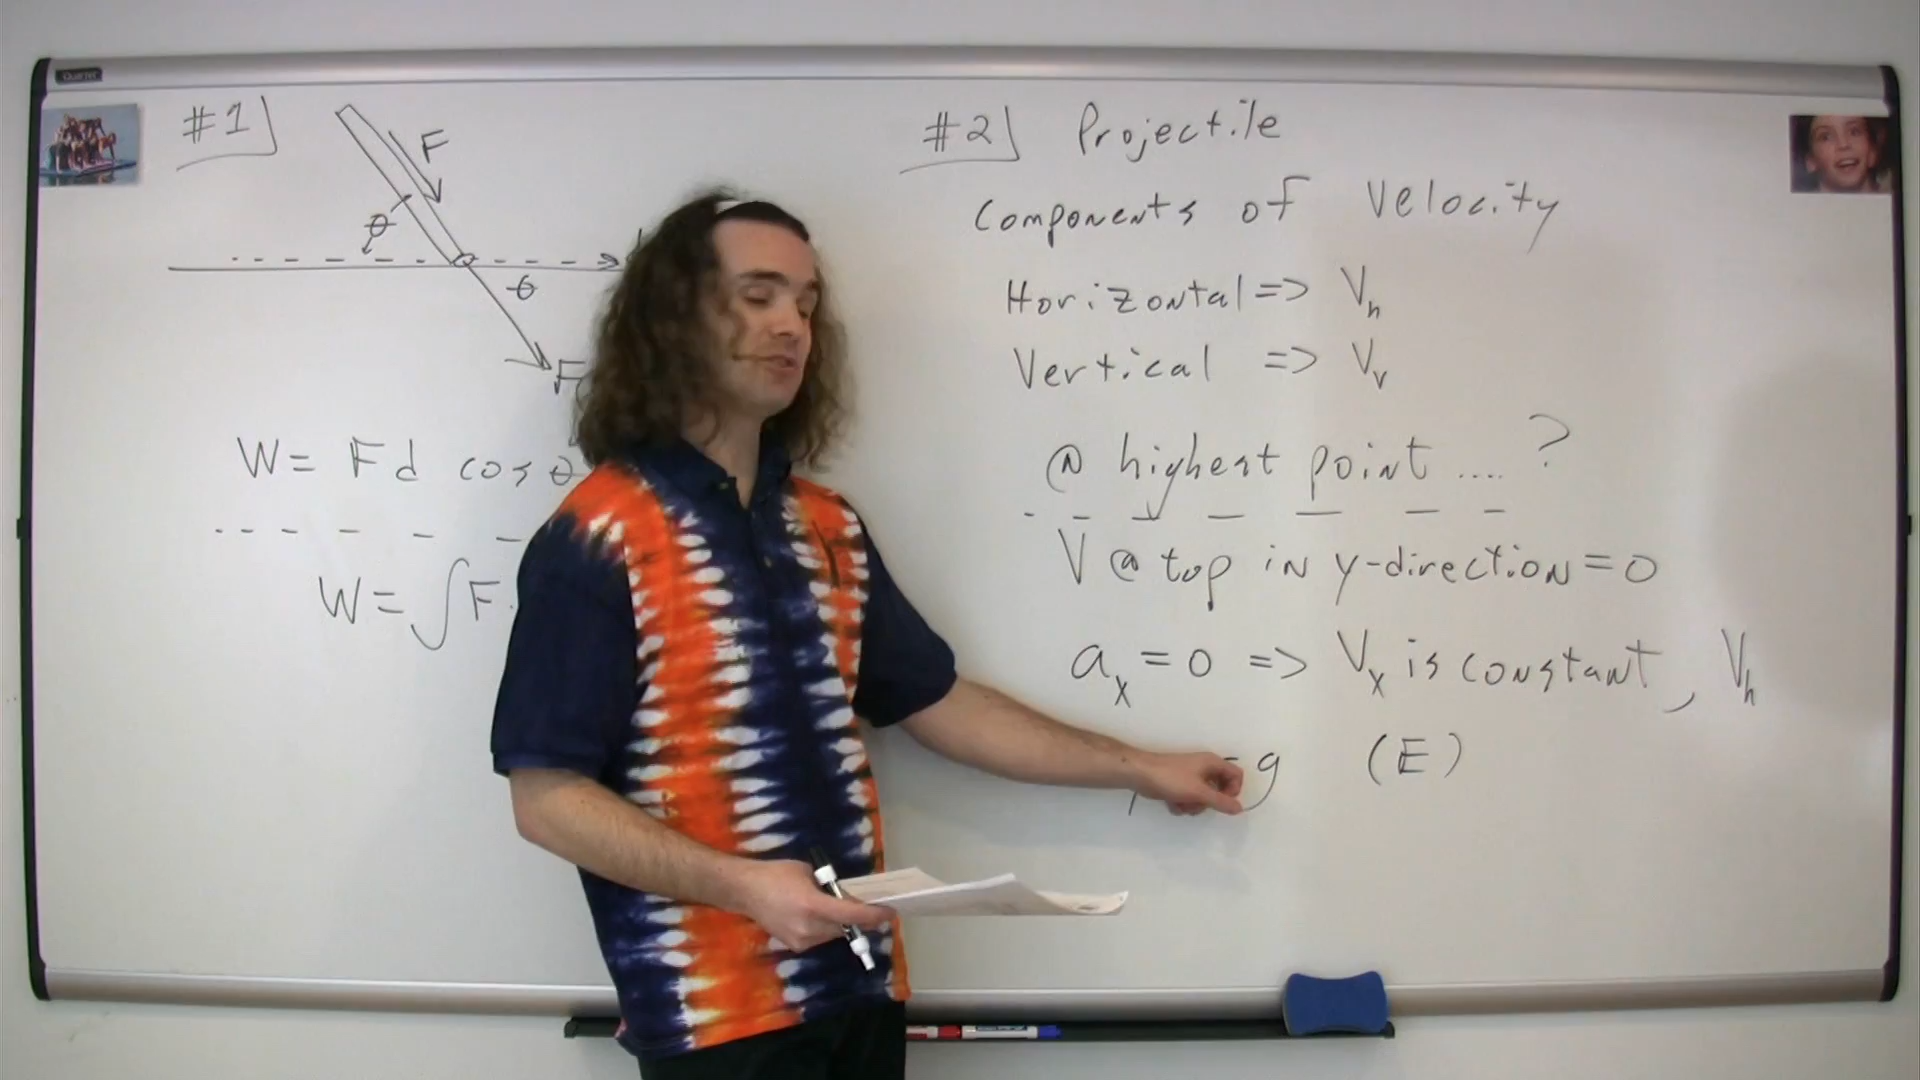 Quartet
#1
F
θ
θ
F
W = F d cos θ
W = ∫ F ·
#2 Projectile
Components of Velocity
Horizontal => Vh
Vertical => Vv
@ highest point .... ?
V @ top in y-direction = 0
ax = 0 => Vx is constant, Vh
g (E)